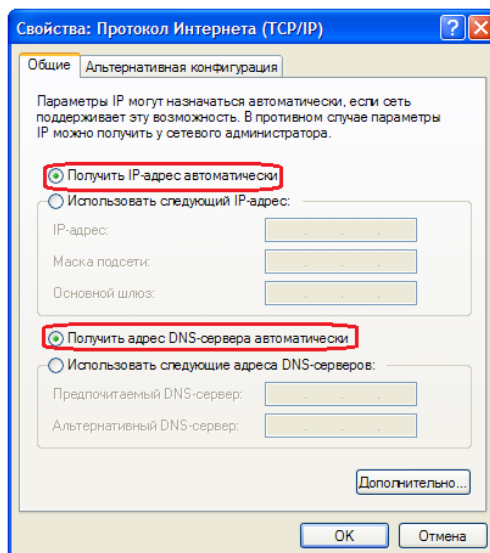 Свойства: Протокол Интернета (TCP/IP)
Общие
Альтернативная конфигурация
Параметры IP могут назначаться автоматически, если сеть
поддерживает эту возможность. В противном случае параметры
IP можно получить у сетевого администратора.
Получить IP-адрес автоматически
Использовать следующий IP-адрес:
IP-адрес:
Маска подсети:
Основной шлюз:
Получить адрес DNS-сервера автоматически
Использовать следующие адреса DNS-серверов:
Предпочитаемый DNS-сервер:
Альтернативный DNS-сервер:
Дополнительно...
OK
Отмена